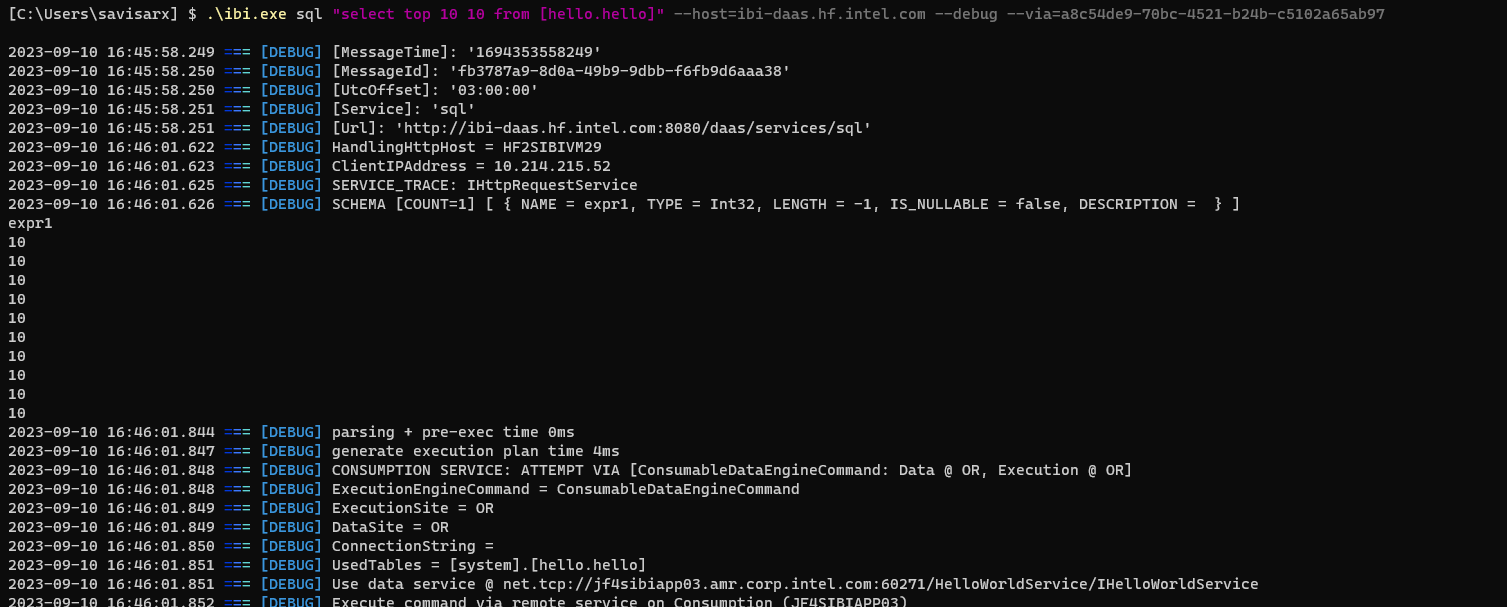 [C:\Users\savisarx] $ .\ibi.exe sql "select top 10 10 from [hello.hello]" --host=ibi-daas.hf.intel.com --debug --via=a8c54de9-70bc-4521-b24b-c5102a65ab97
2023-09-10 16:45:58.249 === [DEBUG] [MessageTime]: '1694353558249'
2023-09-10 16:45:58.250 === [DEBUG] [MessageId]: 'fb3787a9-8d0a-49b9-9dbb-f6fb9d6aaa38'
2023-09-10 16:45:58.250 === [DEBUG] [UtcOffset]: '03:00:00'
2023-09-10 16:45:58.251 === [DEBUG] [Service]: 'sql'
2023-09-10 16:45:58.251 === [DEBUG] [Url]: 'http://ibi-daas.hf.intel.com:8080/daas/services/sql'
2023-09-10 16:46:01.622 === [DEBUG] HandlingHttpHost = HF2SIBIVM29
2023-09-10 16:46:01.623 === [DEBUG] ClientIPAddress = 10.214.215.52
2023-09-10 16:46:01.625 === [DEBUG] SERVICE_TRACE: IHttpRequestService
2023-09-10 16:46:01.626 === [DEBUG] SCHEMA [COUNT=1] [ { NAME = expr1, TYPE = Int32, LENGTH = -1, IS_NULLABLE = false, DESCRIPTION =  } ]
expr1
10
10
10
10
10
10
10
10
10
10
2023-09-10 16:46:01.844 === [DEBUG] parsing + pre-exec time 0ms
2023-09-10 16:46:01.847 === [DEBUG] generate execution plan time 4ms
2023-09-10 16:46:01.848 === [DEBUG] CONSUMPTION SERVICE: ATTEMPT VIA [ConsumableDataEngineCommand: Data @ OR, Execution @ OR]
2023-09-10 16:46:01.848 === [DEBUG] ExecutionEngineCommand = ConsumableDataEngineCommand
2023-09-10 16:46:01.849 === [DEBUG] ExecutionSite = OR
2023-09-10 16:46:01.849 === [DEBUG] DataSite = OR
2023-09-10 16:46:01.850 === [DEBUG] ConnectionString =
2023-09-10 16:46:01.851 === [DEBUG] UsedTables = [system].[hello.hello]
2023-09-10 16:46:01.851 === [DEBUG] Use data service @ net.tcp://jf4sibiapp03.amr.corp.intel.com:60271/HelloWorldService/IHelloWorldService
2023-09-10 16:46:01.852 === [DEBUG] Execute command via remote service on Consumption (JF4SIBIAPP03)